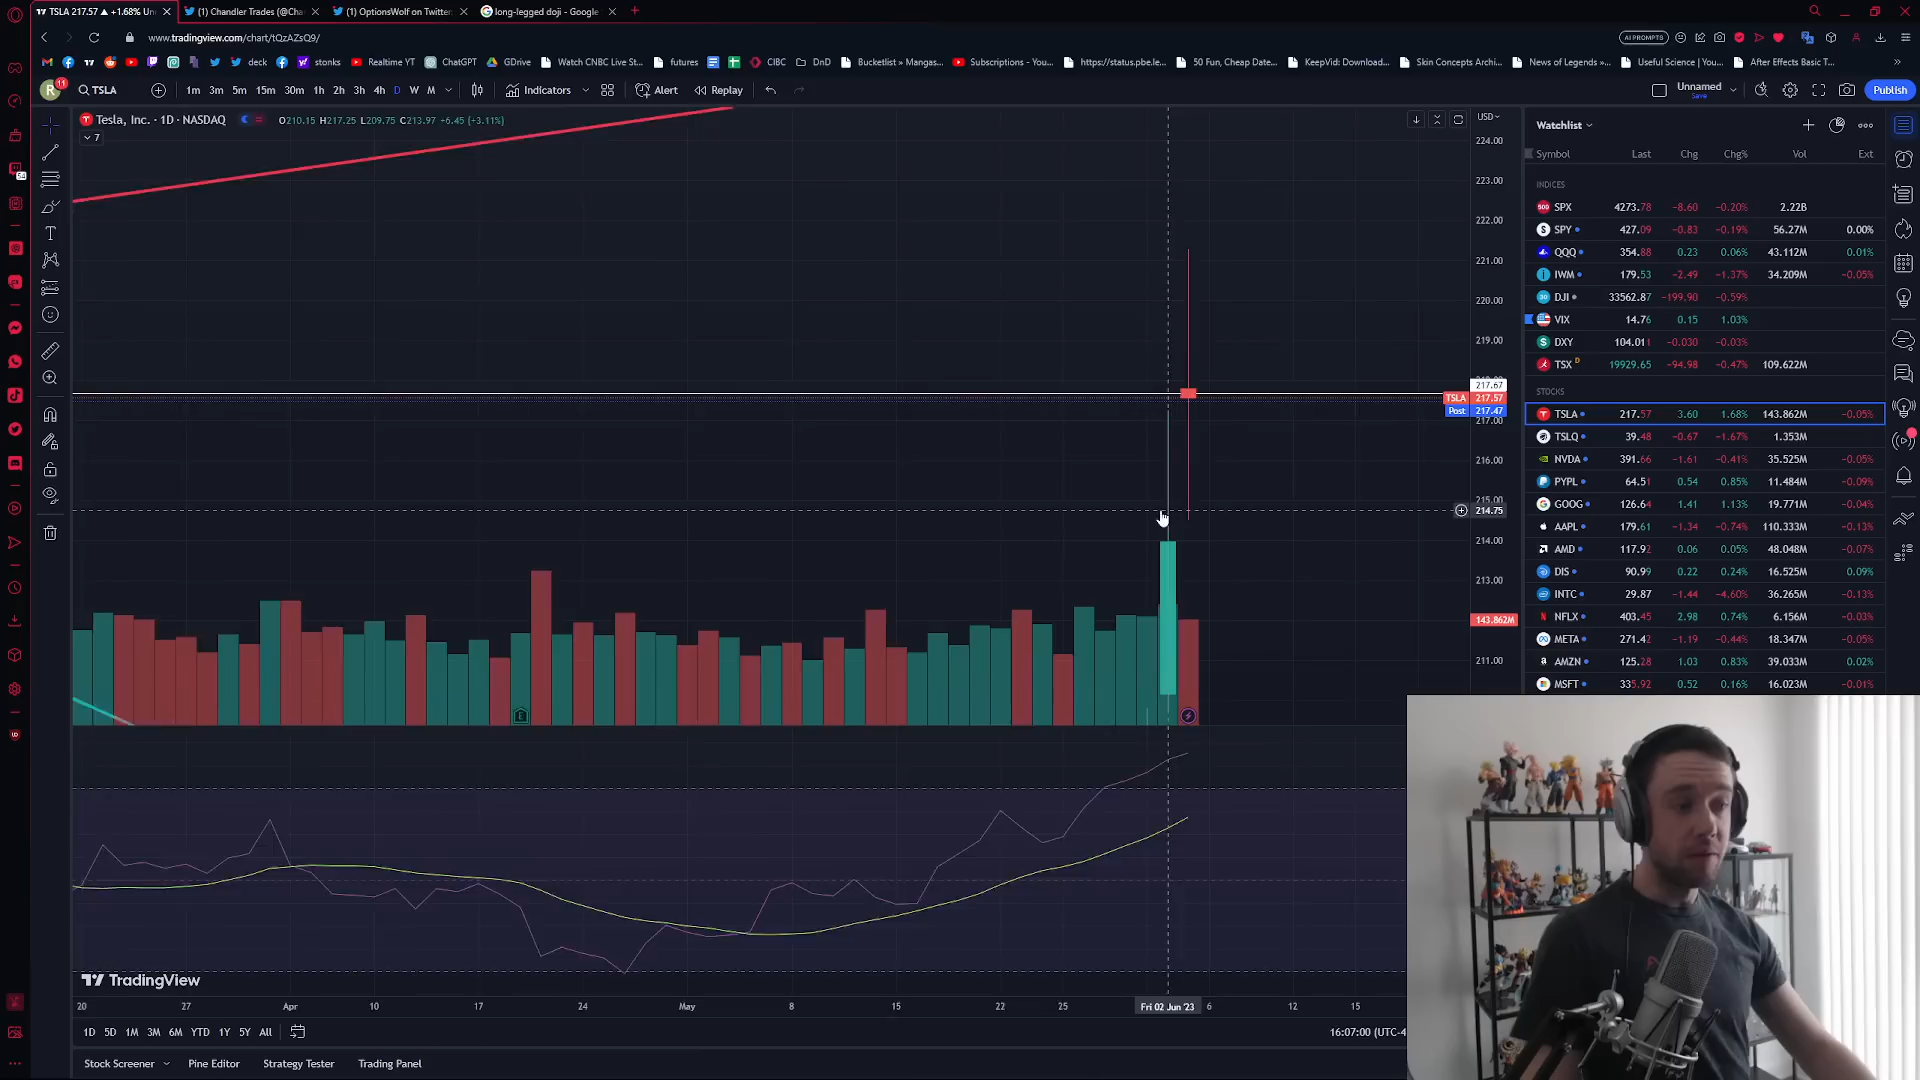 TSLA 217.57 ▲ +1.68% Un
(1) Chandler Trades (@Cha
(1) OptionsWolf on Twitter
long-legged doji - Google
www.tradingview.com/chart/tQzAZsQ9/
AI PROMPTS
deck
stonks
Realtime YT
ChatGPT
GDrive
Watch CNBC Live St...
futures
CIBC
DnD
Bucketlist » Mangas...
Subscriptions - You...
https://status.pbe.le...
50 Fun, Cheap Date...
KeepVid: Download...
Skin Concepts Archi...
News of Legends »...
Useful Science | You...
After Effects Basic T...
R 11 TSLA
1m 3m 5m 15m 30m 1h 2h 3h 4h D W M
Indicators
Alert
Replay
Unnamed
Save
Publish
Tesla, Inc. · 1D · NASDAQ
O210.15 H217.25 L209.75 C213.97 +6.45 (+3.11%)
7
USD
224.00
223.00
222.00
221.00
220.00
219.00
217.67
TSLA 217.57
Post 217.47
217.00
216.00
215.00
214.75
214.00
213.00
143.862M
211.00
E
TradingView
20 27 Apr 10 17 24 May 8 15 22 25 Fri 02 Jun '23 6 12 15
1D 5D 1M 3M 6M YTD 1Y 5Y All
16:07:00 (UTC-4
Stock Screener
Pine Editor
Strategy Tester
Trading Panel
54
Watchlist
Symbol Last Chg Chg% Vol Ext
INDICES
SPX 4273.78 −8.60 −0.20% 2.22B
SPY 427.09 −0.83 −0.19% 56.27M 0.00%
QQQ 354.88 0.23 0.06% 43.112M 0.01%
IWM 179.53 −2.49 −1.37% 34.209M −0.05%
DJI 33562.87 −199.90 −0.59%
VIX 14.76 0.15 1.03%
DXY 104.011 −0.030 −0.03%
TSX D 19929.65 −94.98 −0.47% 109.622M
STOCKS
TSLA 217.57 3.60 1.68% 143.862M −0.05%
TSLQ 39.48 −0.67 −1.67% 1.353M
NVDA 391.66 −1.61 −0.41% 35.525M −0.05%
PYPL 64.51 0.54 0.85% 11.484M −0.09%
GOOG 126.64 1.41 1.13% 19.771M −0.04%
AAPL 179.61 −1.34 −0.74% 110.333M −0.13%
AMD 117.92 0.06 0.05% 48.048M −0.07%
DIS 90.99 0.22 0.24% 16.525M 0.09%
INTC 29.87 −1.44 −4.60% 36.265M −0.13%
NFLX 403.45 2.98 0.74% 6.156M −0.03%
META 271.42 −1.19 −0.44% 18.347M −0.05%
AMZN 125.28 1.03 0.83% 39.033M 0.02%
MSFT 335.92 0.52 0.16% 16.023M −0.01%